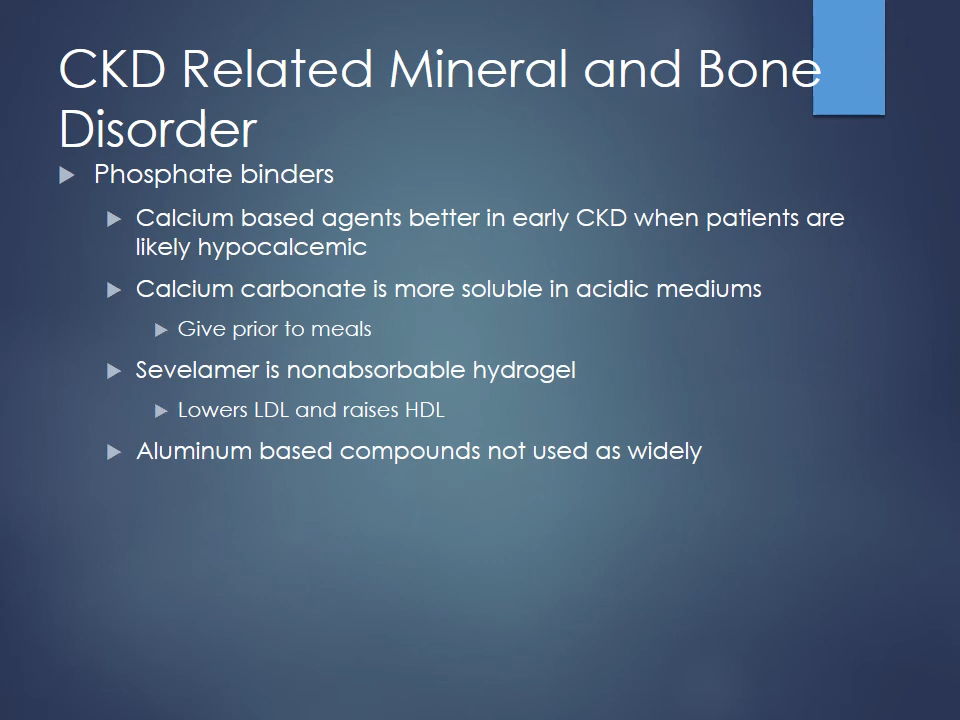 CKD Related Mineral and Bone
Disorder
Phosphate binders
Calcium based agents better in early CKD when patients are
likely hypocalcemic
Calcium carbonate is more soluble in acidic mediums
Give prior to meals
Sevelamer is nonabsorbable hydrogel
Lowers LDL and raises HDL
Aluminum based compounds not used as widely